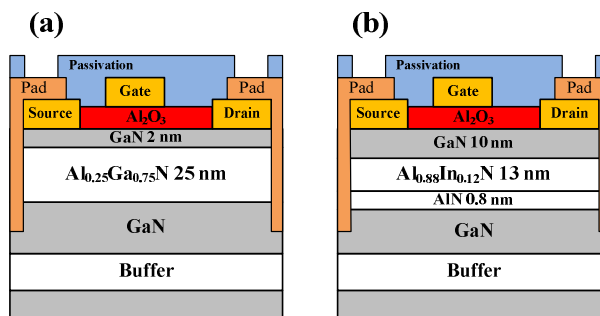 (a)
Passivation
Pad
Pad
Gate
Source
Drain
Al₂O₃
GaN 2 nm
Al₀.₂₅Ga₀.₇₅N 25 nm
GaN
Buffer
(b)
Passivation
Pad
Pad
Gate
Source
Drain
Al₂O₃
GaN 10 nm
Al₀.₈₈In₀.₁₂N 13 nm
AlN 0.8 nm
GaN
Buffer